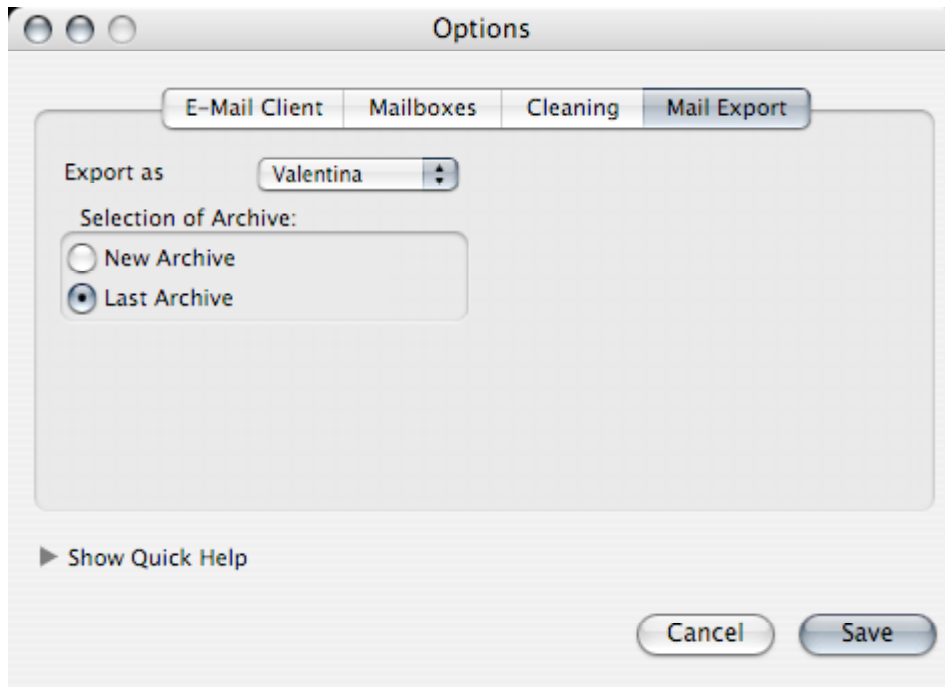 Options
E-Mail Client Mailboxes Cleaning Mail Export
Export as Valentina
Selection of Archive:
New Archive
Last Archive
Show Quick Help
Cancel Save